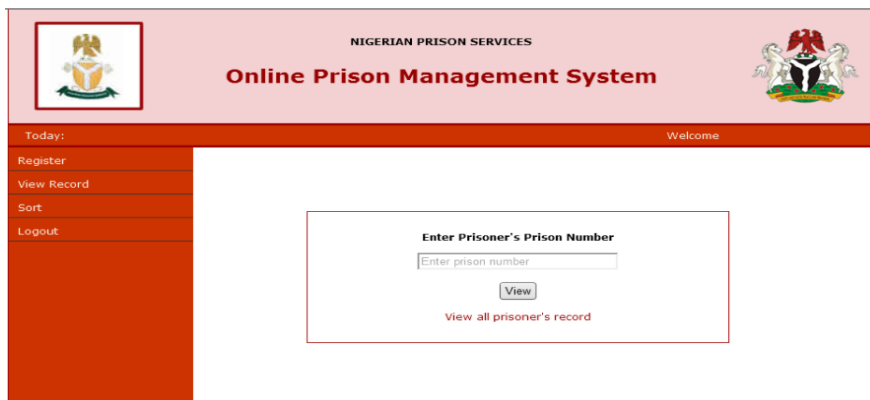 NIGERIAN PRISON SERVICES
Online Prison Management System
Today:
Welcome
Register
View Record
Sort
Logout
Enter Prisoner's Prison Number
Enter prison number
View
View all prisoner's record